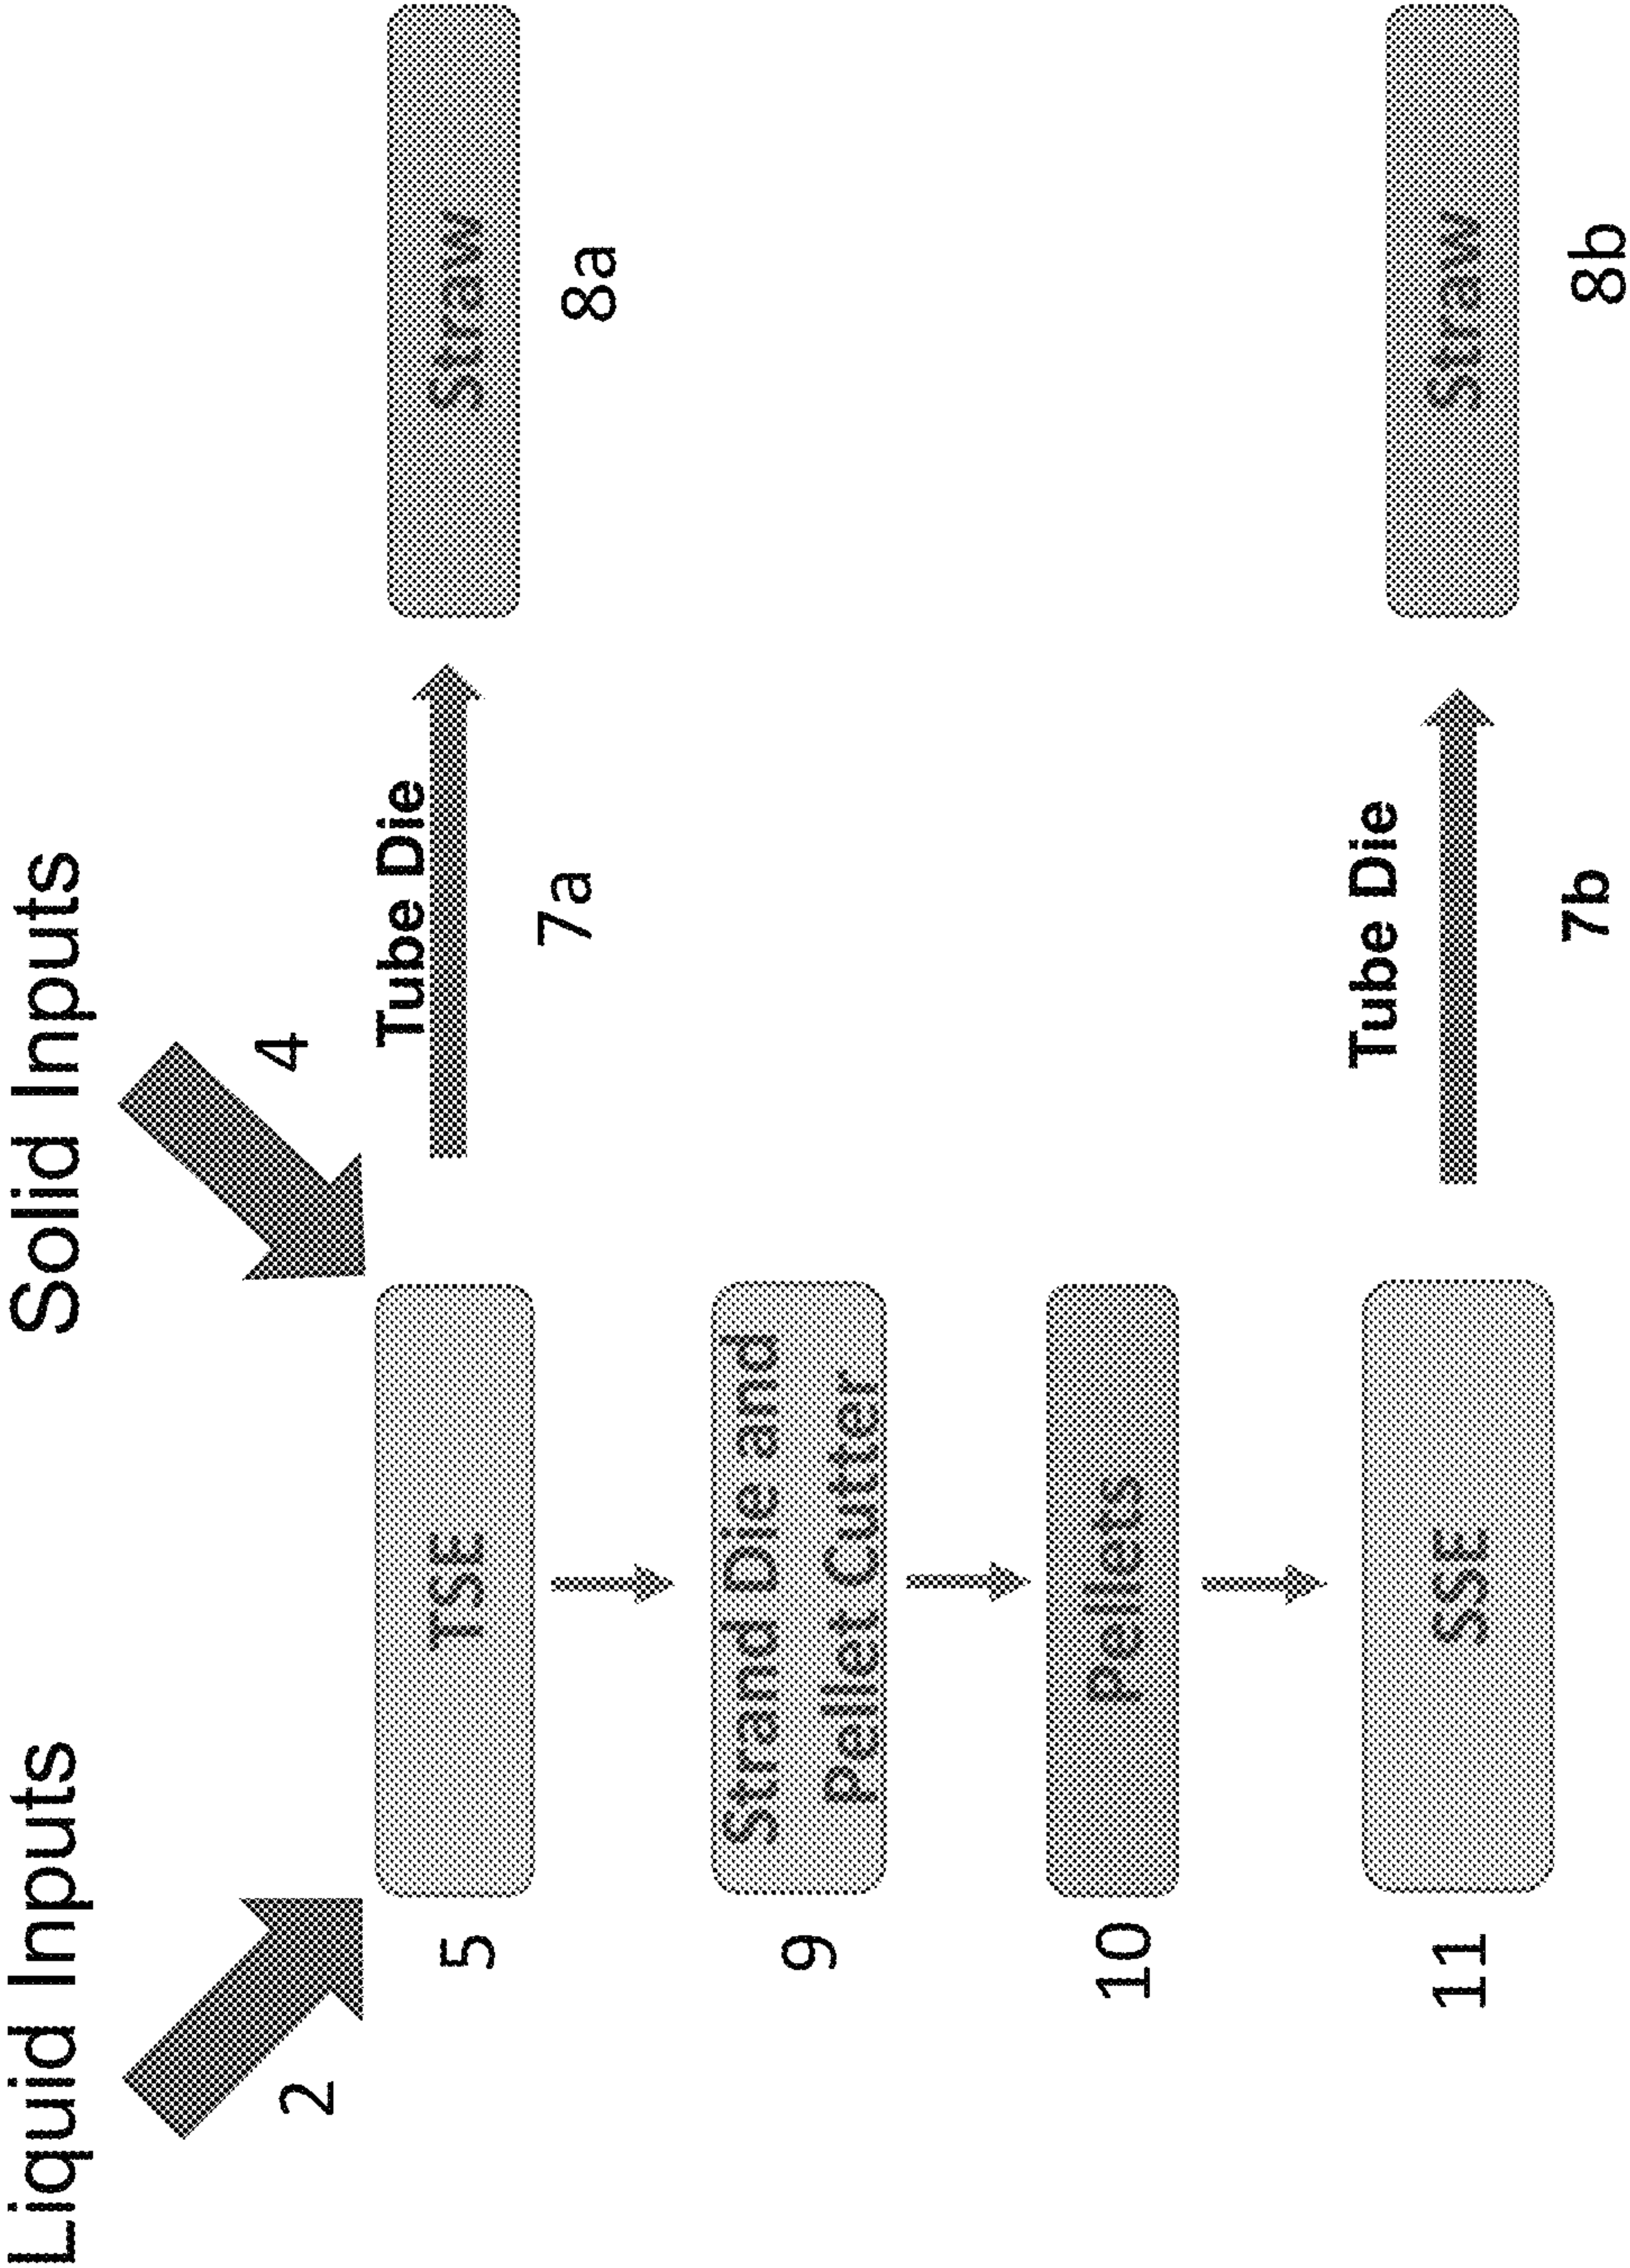 Liquid Inputs
Solid Inputs
2
4
5
TSE
Tube Die
7a
Straw
8a
9
Strand Die and
Pellet Cutter
10
Pellets
11
SSE
Tube Die
7b
Straw
8b